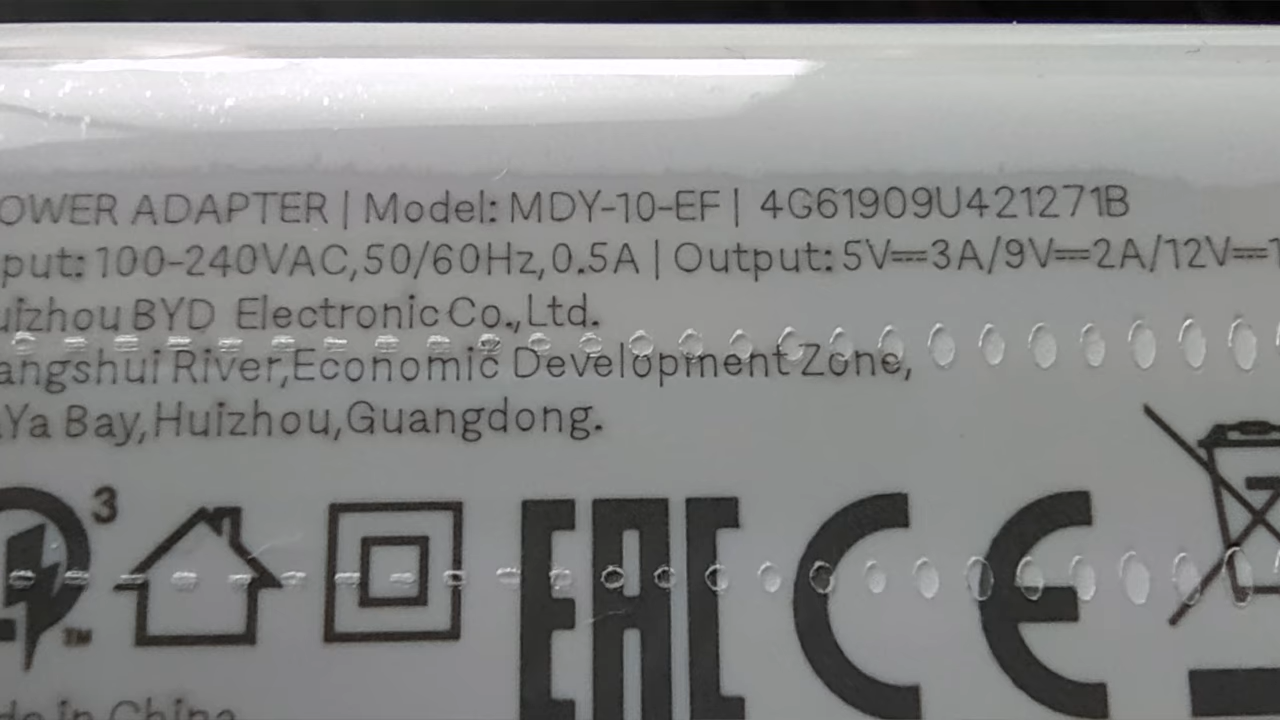 OWER ADAPTER | Model: MDY-10-EF | 4G61909U421271B
put: 100-240VAC,50/60Hz,0.5A | Output: 5V⎓3A/9V⎓2A/12V⎓1
uizhou BYD Electronic Co.,Ltd.
angshui River,Economic Development Zone,
Ya Bay,Huizhou,Guangdong.
3
TM
EAC CE
de in China